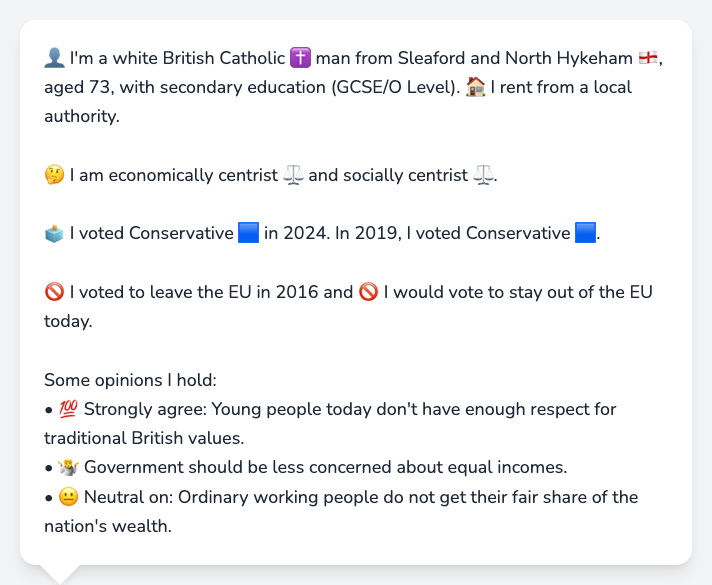 👤 I'm a white British Catholic ✝️ man from Sleaford and North Hykeham 🏴󠁧󠁢󠁥󠁮󠁧󠁿,
aged 73, with secondary education (GCSE/O Level). 🏠 I rent from a local
authority.
🤔 I am economically centrist ⚖️ and socially centrist ⚖️.
🗳️ I voted Conservative 🟦 in 2024. In 2019, I voted Conservative 🟦.
🚫 I voted to leave the EU in 2016 and 🚫 I would vote to stay out of the EU
today.
Some opinions I hold:
• 💯 Strongly agree: Young people today don't have enough respect for
traditional British values.
• 🤷 Government should be less concerned about equal incomes.
• 😐 Neutral on: Ordinary working people do not get their fair share of the
nation's wealth.